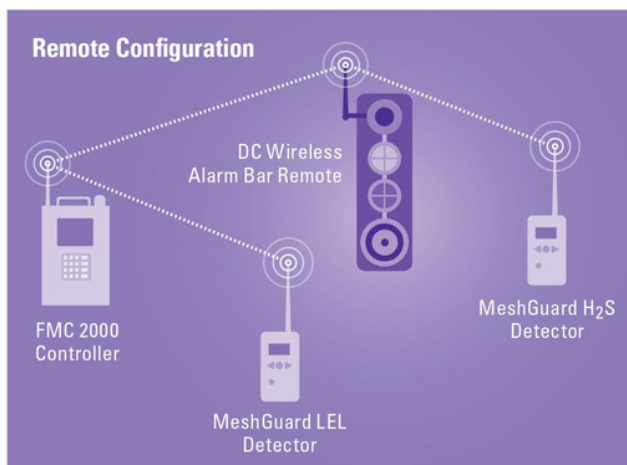 Remote Configuration
DC Wireless
Alarm Bar Remote
FMC 2000
Controller
MeshGuard H₂S
Detector
MeshGuard LEL
Detector